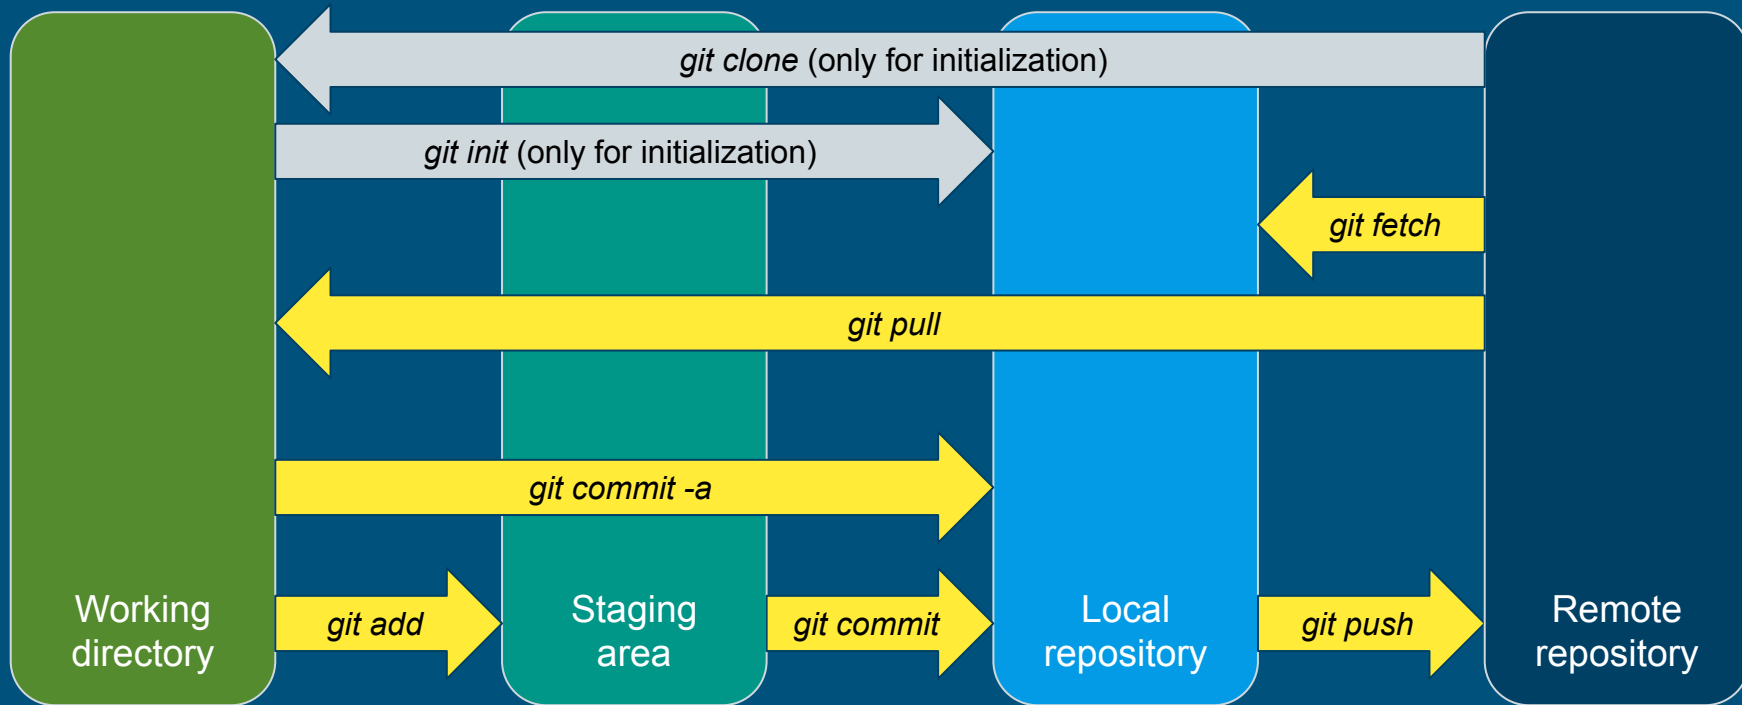 git clone (only for initialization)
git init (only for initialization)
git fetch
git pull
git commit -a
git add
git commit
git push
Working
directory
Staging
area
Local
repository
Remote
repository